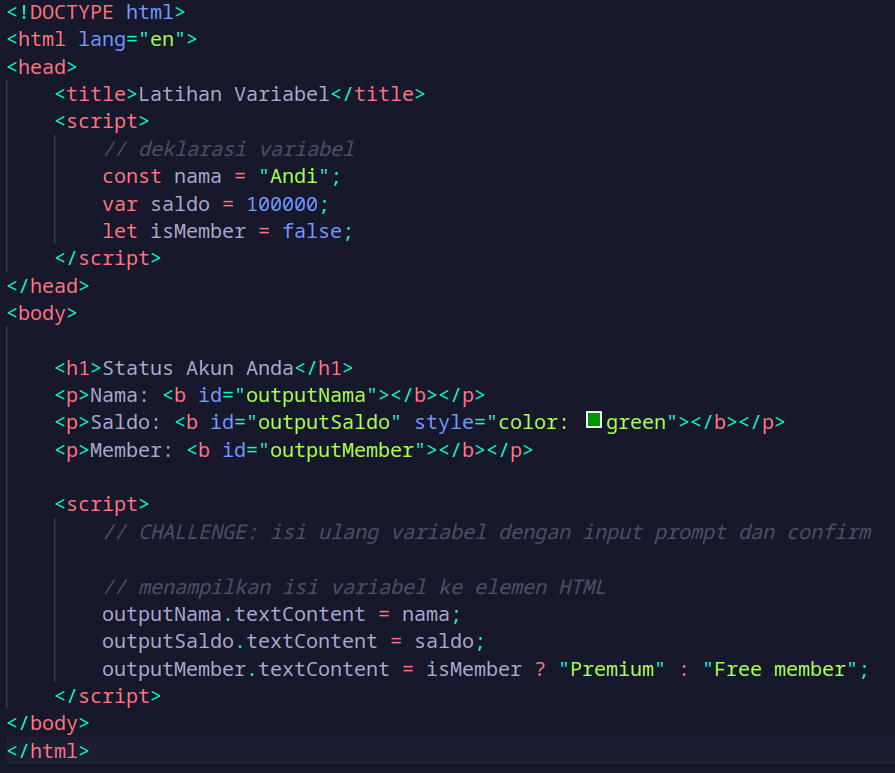 <!DOCTYPE html>
<html lang="en">
<head>
    <title>Latihan Variabel</title>
    <script>
        // deklarasi variabel
        const nama = "Andi";
        var saldo = 100000;
        let isMember = false;
    </script>
</head>
<body>

    <h1>Status Akun Anda</h1>
    <p>Nama: <b id="outputNama"></b></p>
    <p>Saldo: <b id="outputSaldo" style="color: green"></b></p>
    <p>Member: <b id="outputMember"></b></p>

    <script>
        // CHALLENGE: isi ulang variabel dengan input prompt dan confirm

        // menampilkan isi variabel ke elemen HTML
        outputNama.textContent = nama;
        outputSaldo.textContent = saldo;
        outputMember.textContent = isMember ? "Premium" : "Free member";
    </script>
</body>
</html>